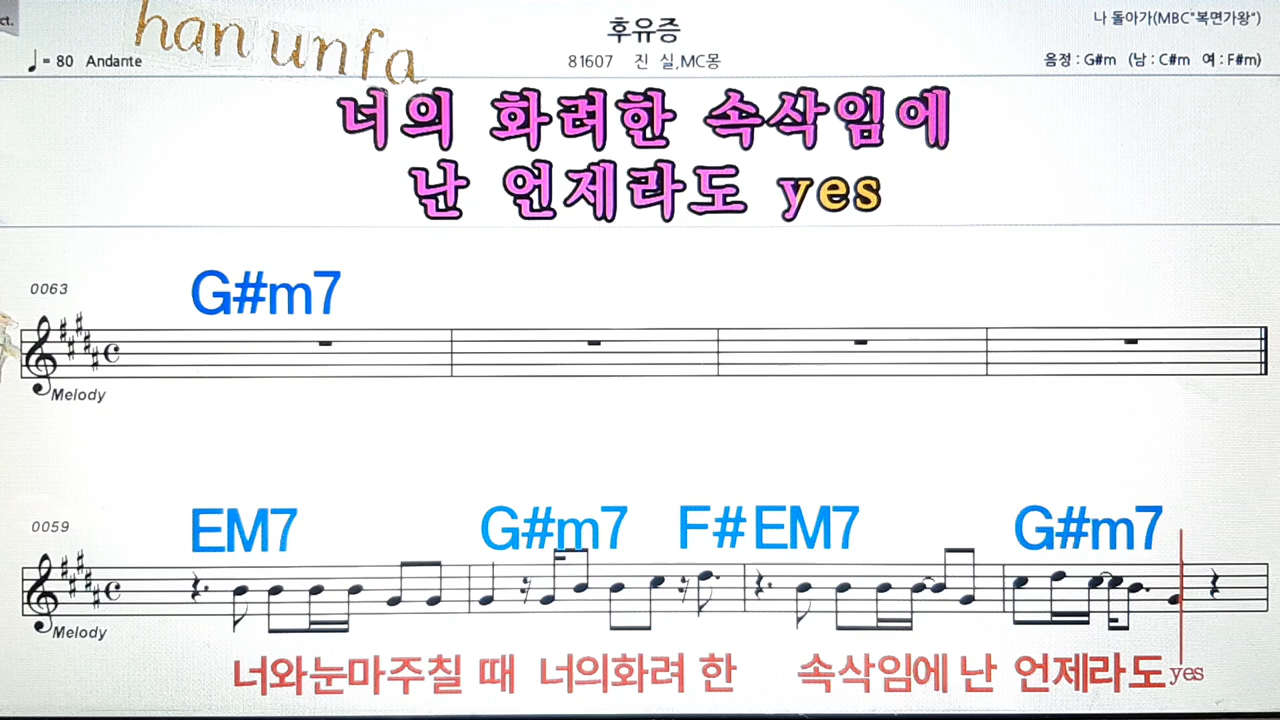 ct.
han unfa
후유증
나 돌아가(MBC"복면가왕")
♩ = 80 Andante
81607 진 실,MC몽
음정 : G#m (남 : C#m 여 : F#m)
너의 화려한 속삭임에
난 언제라도 yes
G#m7
0063
Melody
0059
EM7 G#m7 F# EM7 G#m7
Melody
너와눈마주칠 때 너의화려 한 속삭임에 난 언제라도 yes